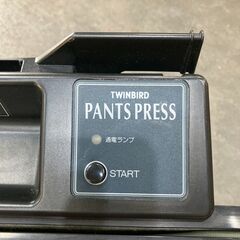 TWINBIRD
PANTS PRESS
通電ランプ
START